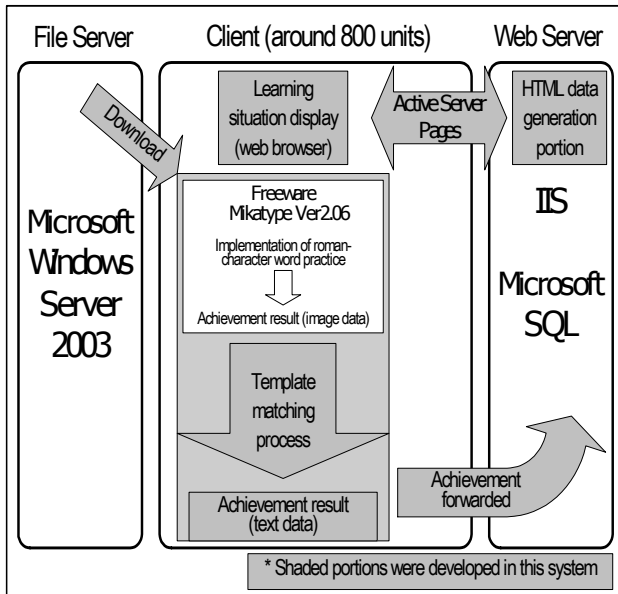 File Server
Client (around 800 units)
Web Server
Download
Learning
situation display
(web browser)
Active Server
Pages
HTML data
generation
portion
Freeware
Mikatype Ver2.06
Implementation of roman-
character word practice
Achievement result (image data)
Microsoft
Windows
Server
2003
IIS
Microsoft
SQL
Template
matching
process
Achievement result
(text data)
Achievement
forwarded
* Shaded portions were developed in this system